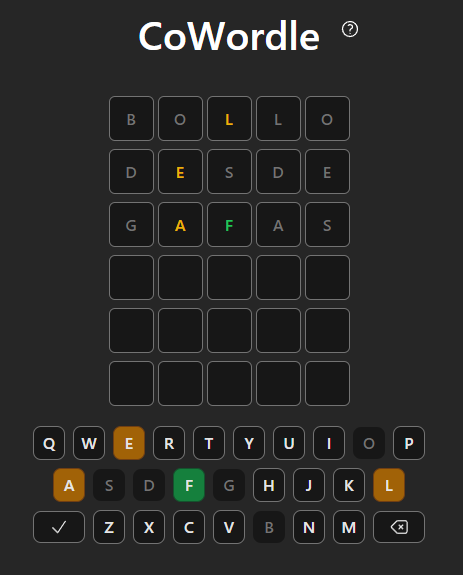 CoWordle ?
B O L L O
D E S D E
G A F A S
Q W E R T Y U I O P
A S D F G H J K L
Z X C V B N M